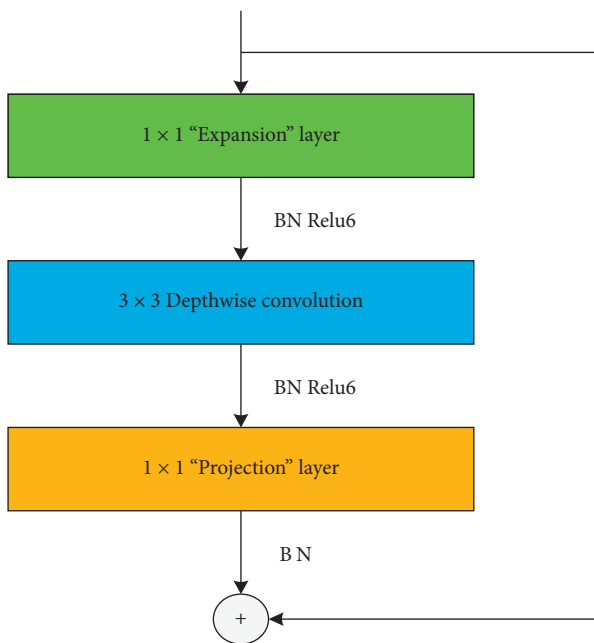 1 × 1 “Expansion” layer
BN Relu6
3 × 3 Depthwise convolution
BN Relu6
1 × 1 “Projection” layer
B N
+